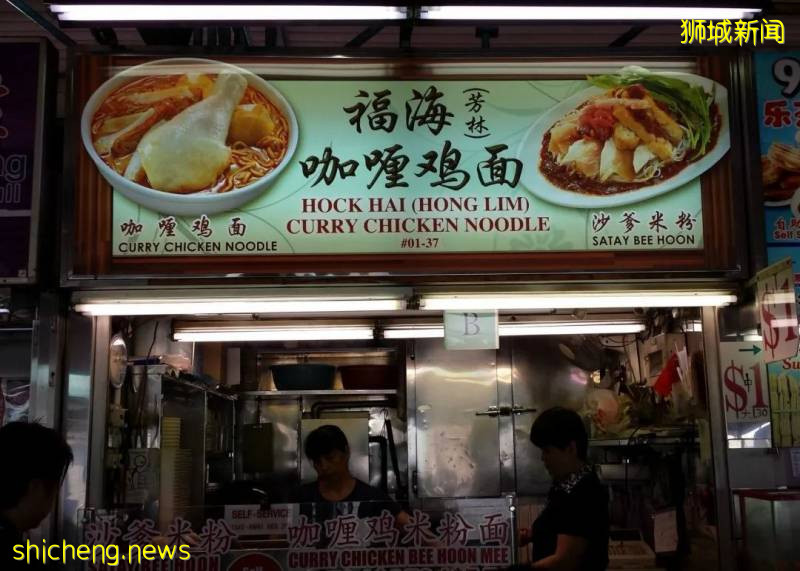 狮城新闻
福海(芳林)
咖喱鸡面
HOCK HAI (HONG LIM)
CURRY CHICKEN NOODLE
#01-37
咖喱鸡面
CURRY CHICKEN NOODLE
沙爹米粉
SATAY BEE HOON
B
$1
$1
SELF-SERVICE
沙爹米粉
咖喱鸡米粉面
CURRY CHICKEN BEE HOON MEE
shicheng.news